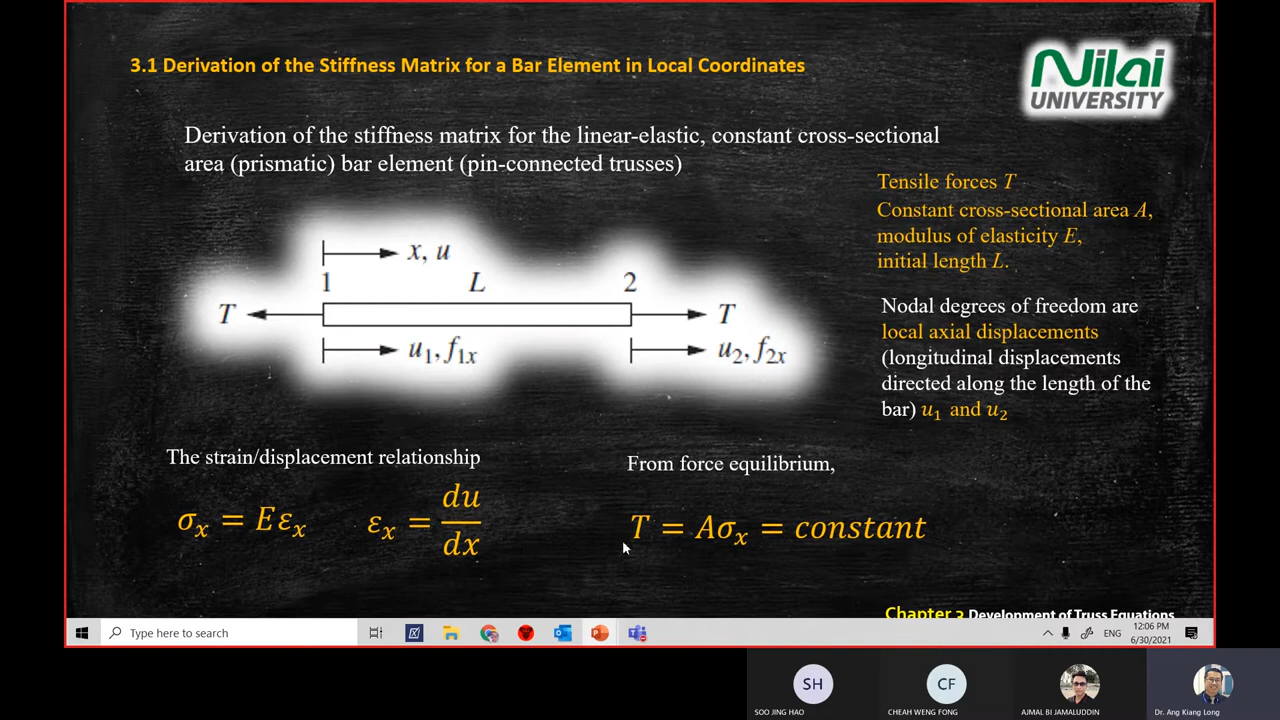 3.1 Derivation of the Stiffness Matrix for a Bar Element in Local Coordinates
Nilai
UNIVERSITY
Derivation of the stiffness matrix for the linear-elastic, constant cross-sectional
area (prismatic) bar element (pin-connected trusses)
Tensile forces T
Constant cross-sectional area A,
modulus of elasticity E,
initial length L.
x, u
1 L 2
T T
u₁, f₁ₓ u₂, f₂ₓ
Nodal degrees of freedom are
local axial displacements
(longitudinal displacements
directed along the length of the
bar) u₁ and u₂
The strain/displacement relationship
σₓ = Eεₓ εₓ = du/dx
From force equilibrium,
T = Aσₓ = constant
Chapter 3 Development of Truss Equations
Type here to search
ENG
12:06 PM
6/30/2021
SH
CF
SOO JING HAO
CHEAH WENG FONG
AJMAL BI JAMALUDDIN
Dr. Ang Kiang Long